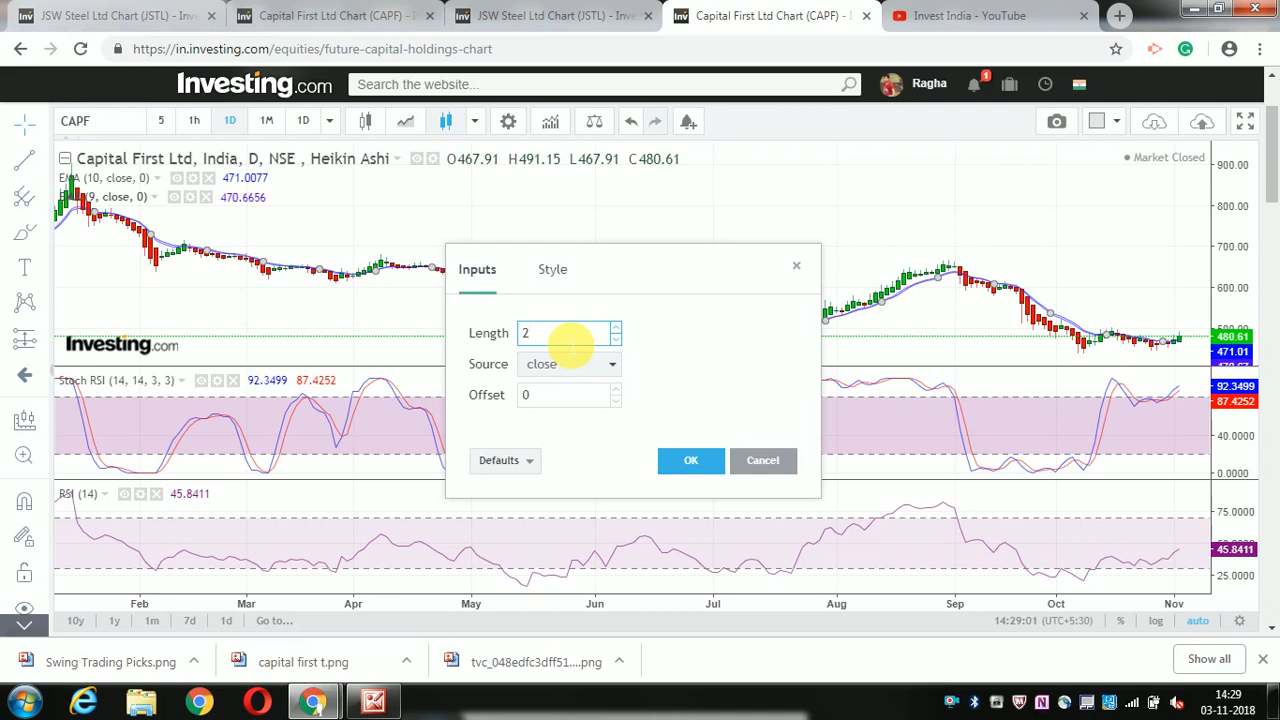 JSW Steel Ltd Chart (JSTL) - Inve
Capital First Ltd Chart (CAPF) - In
JSW Steel Ltd Chart (JSTL) - Inve
Capital First Ltd Chart (CAPF) - In
Invest India - YouTube
https://in.investing.com/equities/future-capital-holdings-chart
Investing.com
Search the website...
Ragha
1
CAPF
5
1h
1D
1M
1D
Capital First Ltd, India, D, NSE , Heikin Ashi
O467.91 H491.15 L467.91 C480.61
Market Closed
EMA (10, close, 0)
471.0077
(9, close, 0)
470.6656
900.00
800.00
700.00
600.00
480.61
471.01
Investing.com
Inputs
Style
Length
2
Source
close
Offset
0
Defaults
OK
Cancel
Stoch RSI (14, 14, 3, 3)
92.3499
87.4252
92.3499
87.4252
40.0000
0.0000
RSI (14)
45.8411
75.0000
45.8411
25.0000
Feb
Mar
Apr
May
Jun
Jul
Aug
Sep
Oct
Nov
10y
1y
1m
7d
1d
Go to...
14:29:01 (UTC+5:30)
%
log
auto
Swing Trading Picks.png
capital first t.png
tvc_048edfc3dff51....png
Show all
14:29
03-11-2018